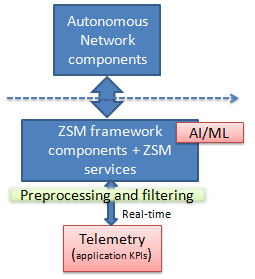 Autonomous
Network
components
ZSM framework
components + ZSM
services
AI/ML
Preprocessing and filtering
Real-time
Telemetry
(application KPIs)